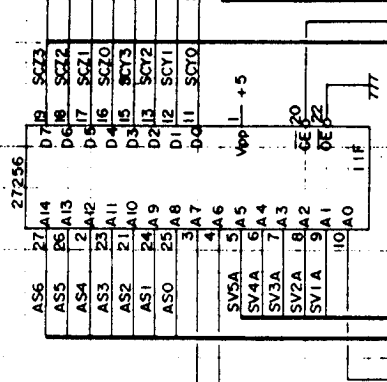 SCZ3
SCZ2
SCZ1
SCZ0
SCY3
SCY2
SCY1
SCY0
+5
19
18
17
16
15
13
12
11
1
20
22
D7
D6
D5
D4
D3
D2
D1
D0
Vpp
CE
OE
27256
11F
A14
A13
A12
A11
A10
A9
A8
A7
A6
A5
A4
A3
A2
A1
A0
27
26
2
23
21
24
25
3
4
5
6
7
8
9
10
AS6
AS5
AS4
AS3
AS2
AS1
AS0
SV5A
SV4A
SV3A
SV2A
SV1A